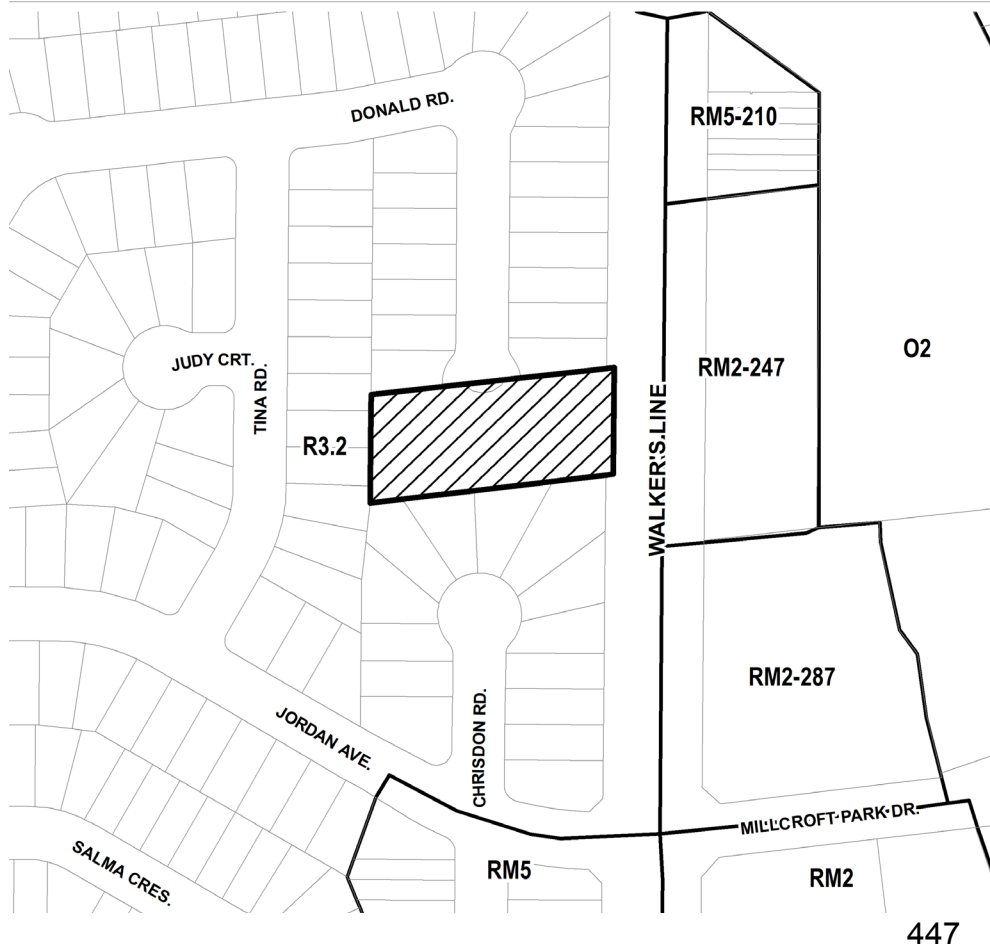 DONALD RD.
RM5-210
JUDY CRT.
TINA RD.
R3.2
WALKER'S LINE
RM2-247
O2
RM2-287
CHRISDON RD.
JORDAN AVE.
MILLCROFT PARK DR.
SALMA CRES.
RM5
RM2
447